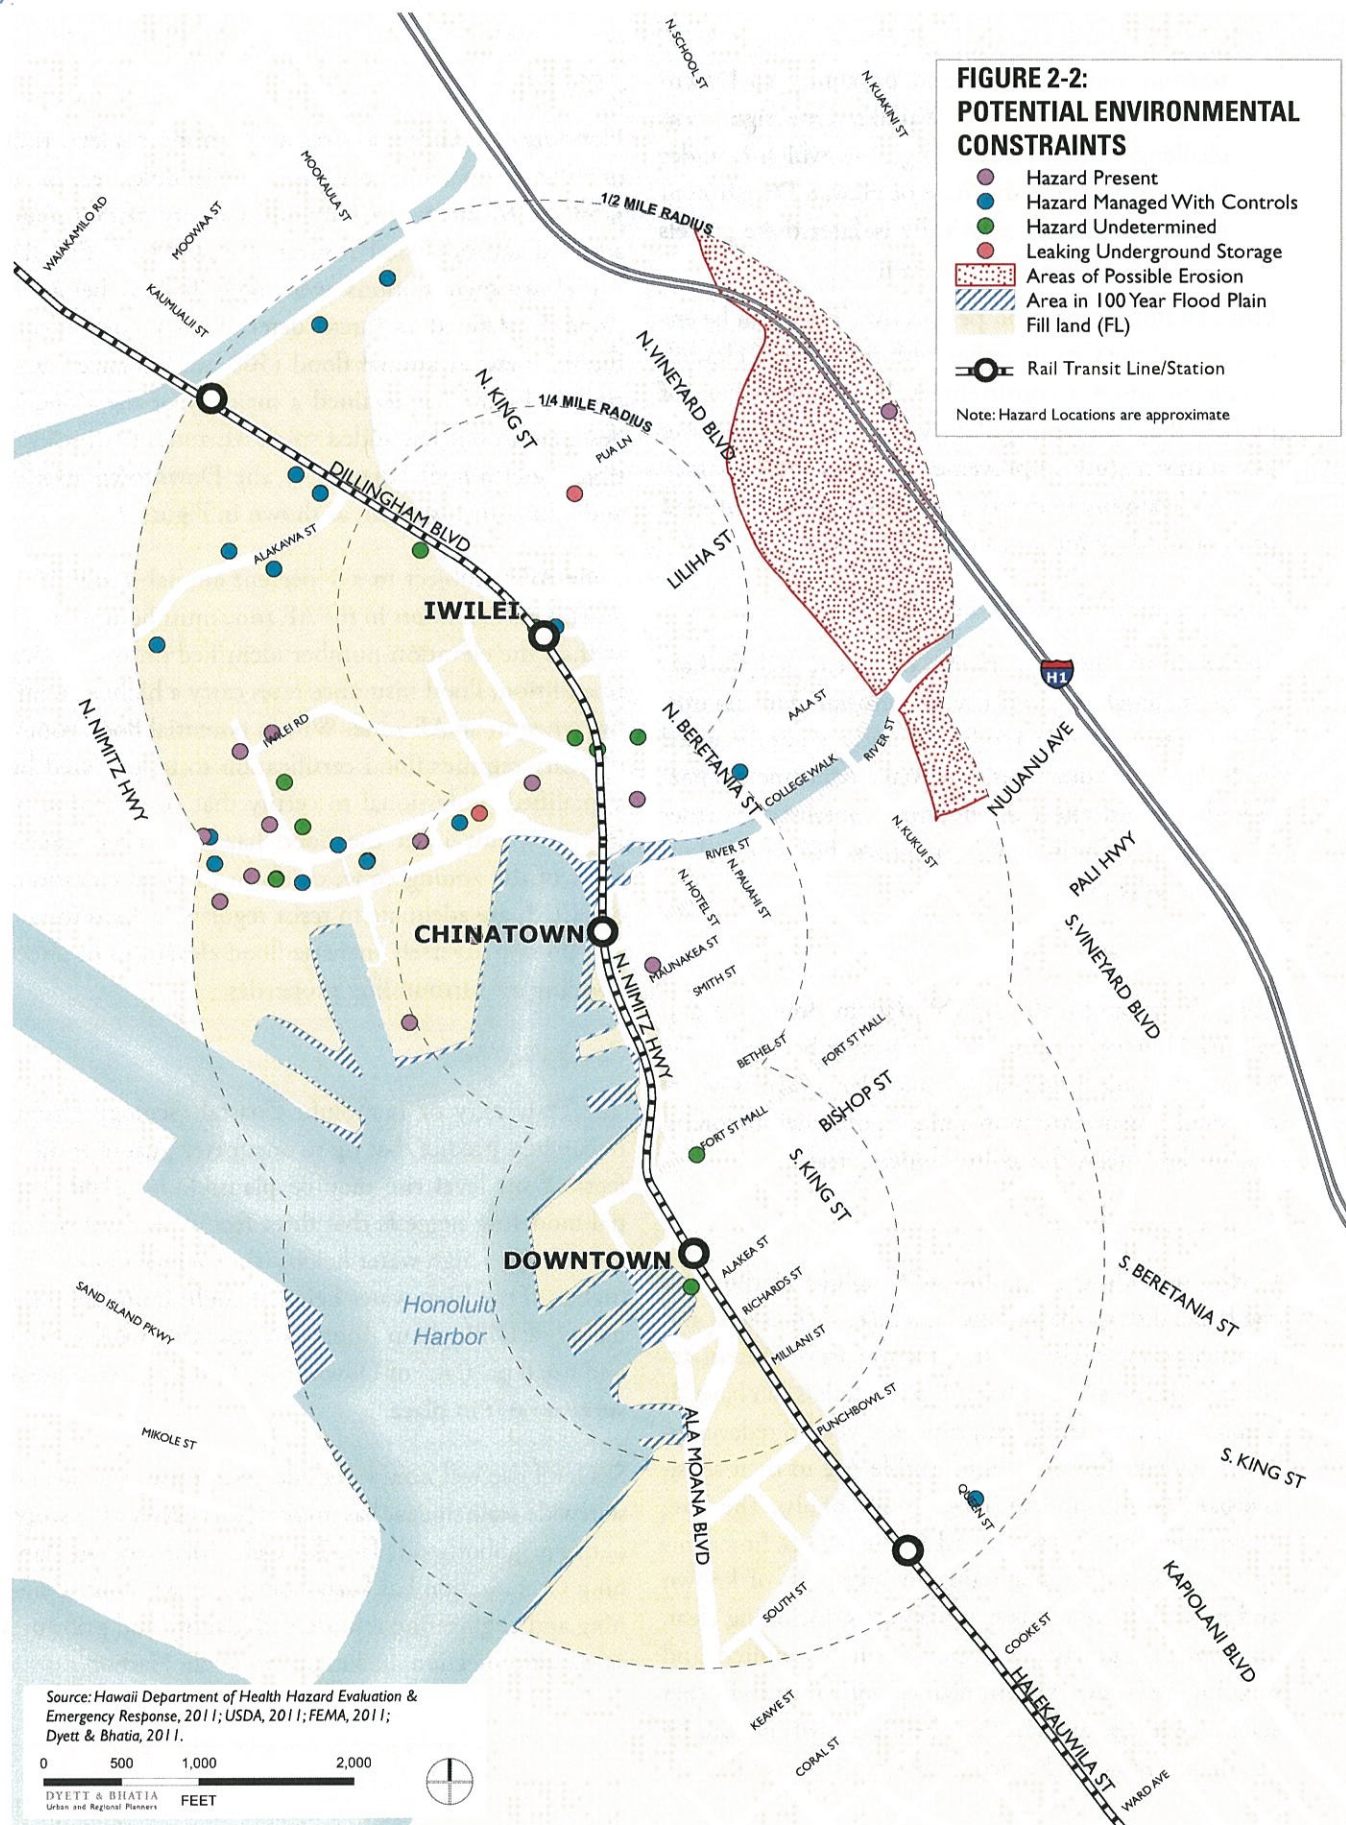 FIGURE 2-2:
POTENTIAL ENVIRONMENTAL
CONSTRAINTS
Hazard Present
Hazard Managed With Controls
Hazard Undetermined
Leaking Underground Storage
Areas of Possible Erosion
Area in 100 Year Flood Plain
Fill land (FL)
Rail Transit Line/Station
Note: Hazard Locations are approximate
N. SCHOOL ST
N. KUAKINI ST
MOOKAULA ST
WAIAKAMILO RD
MOOWAA ST
KAUMUALII ST
1/2 MILE RADIUS
N. VINEYARD BLVD
N. KING ST
1/4 MILE RADIUS
PUA LN
DILLINGHAM BLVD
ALAKAWA ST
LILIHA ST
IWILEI
H1
N. NIMITZ HWY
IWILEI RD
N. BERETANIA ST
AALA ST
RIVER ST
COLLEGE WALK
NUUANU AVE
N. KUKUI ST
PALI HWY
RIVER ST
N. PAUAHI ST
N. HOTEL ST
CHINATOWN
MAUNAKEA ST
SMITH ST
S. VINEYARD BLVD
N. NIMITZ HWY
BETHEL ST
FORT ST MALL
BISHOP ST
FORT ST MALL
S. KING ST
DOWNTOWN
ALAKEA ST
RICHARDS ST
S. BERETANIA ST
Honolulu
Harbor
SAND ISLAND PKWY
MILILANI ST
PUNCHBOWL ST
MIKOLE ST
ALA MOANA BLVD
S. KING ST
QUEEN ST
KAPIOLANI BLVD
SOUTH ST
COOKE ST
HALEKAUWILA ST
KEAWE ST
CORAL ST
WARD AVE
Source: Hawaii Department of Health Hazard Evaluation &
Emergency Response, 2011; USDA, 2011; FEMA, 2011;
Dyett & Bhatia, 2011.
0 500 1,000 2,000
FEET
DYETT & BHATIA
Urban and Regional Planners